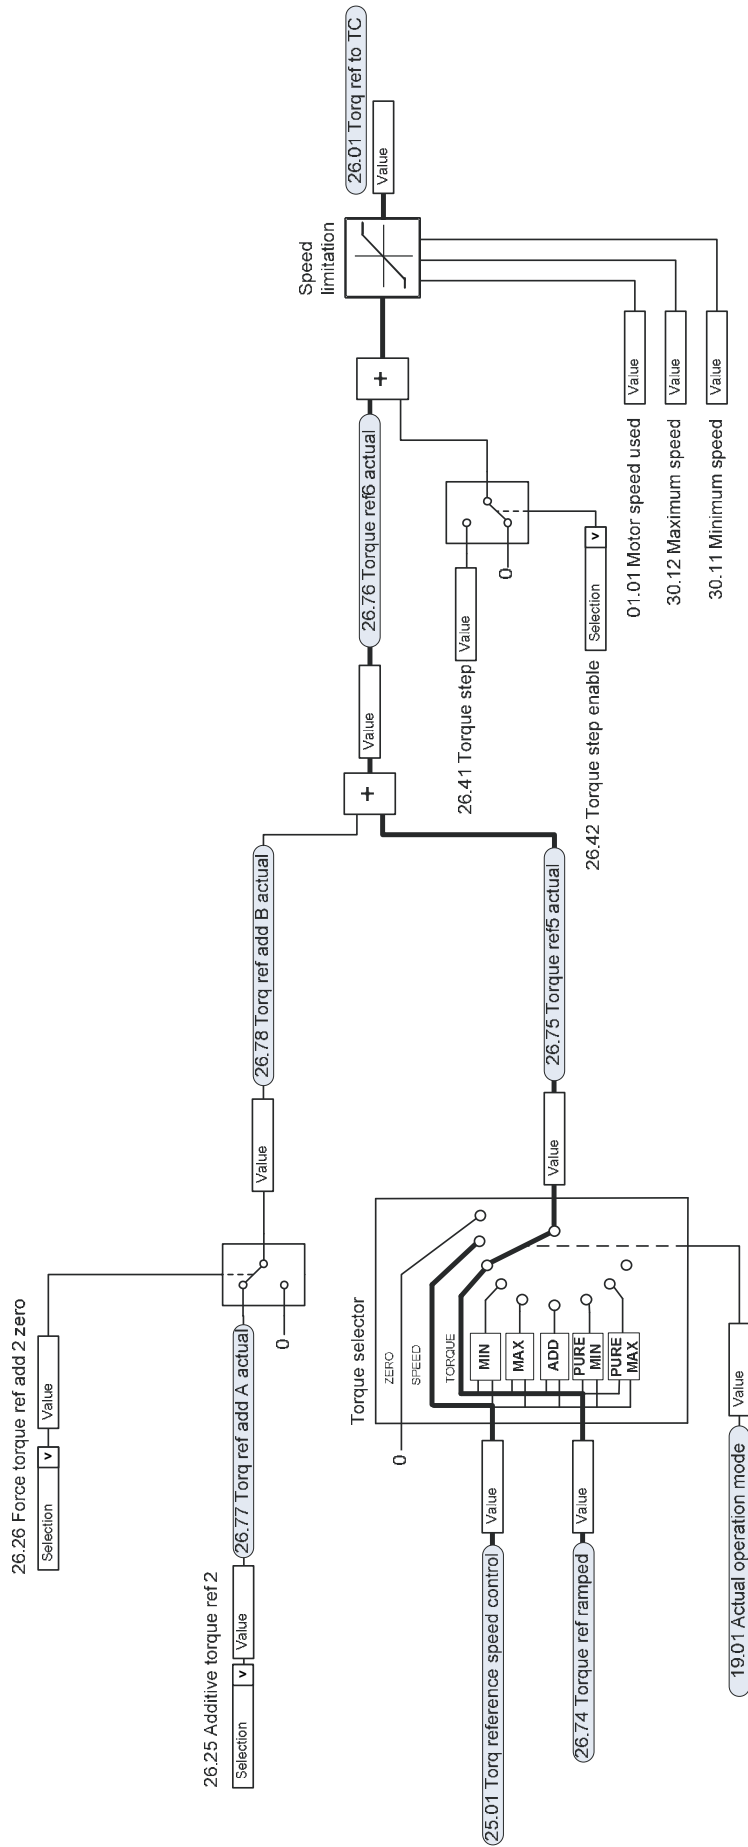 26.26 Force torque ref add 2 zero
Selection
v
Value
26.25 Additive torque ref 2
Selection
v
Value
26.77 Torq ref add A actual
0
Value
26.78 Torq ref add B actual
Torque selector
0
ZERO
SPEED
TORQUE
MIN
MAX
ADD
PURE
MIN
PURE
MAX
25.01 Torq reference speed control
Value
26.74 Torque ref ramped
Value
19.01 Actual operation mode
Value
Value
26.75 Torque ref5 actual
+
Value
26.76 Torque ref6 actual
26.41 Torque step
Value
0
26.42 Torque step enable
Selection
v
+
Speed
limitation
01.01 Motor speed used
Value
30.12 Maximum speed
Value
30.11 Minimum speed
Value
Value
26.01 Torq ref to TC